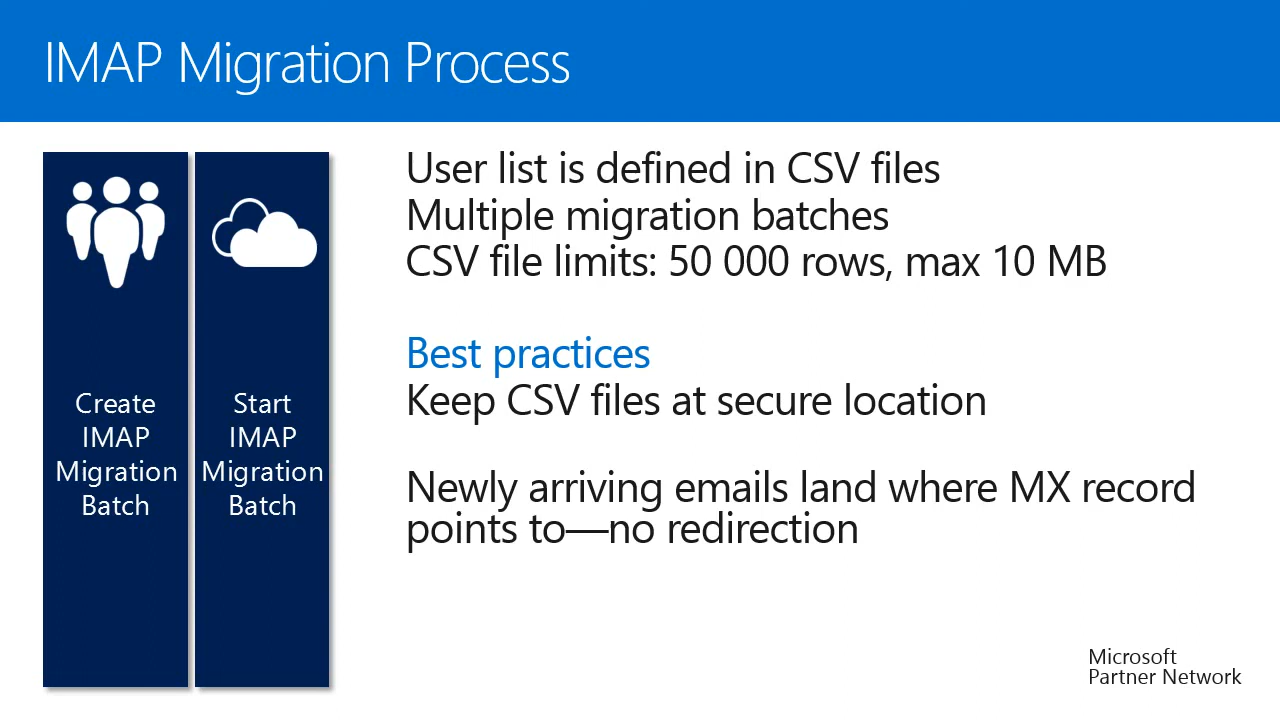 IMAP Migration Process
Create
IMAP
Migration
Batch
Start
IMAP
Migration
Batch
User list is defined in CSV files
Multiple migration batches
CSV file limits: 50 000 rows, max 10 MB
Best practices
Keep CSV files at secure location
Newly arriving emails land where MX record
points to—no redirection
Microsoft
Partner Network